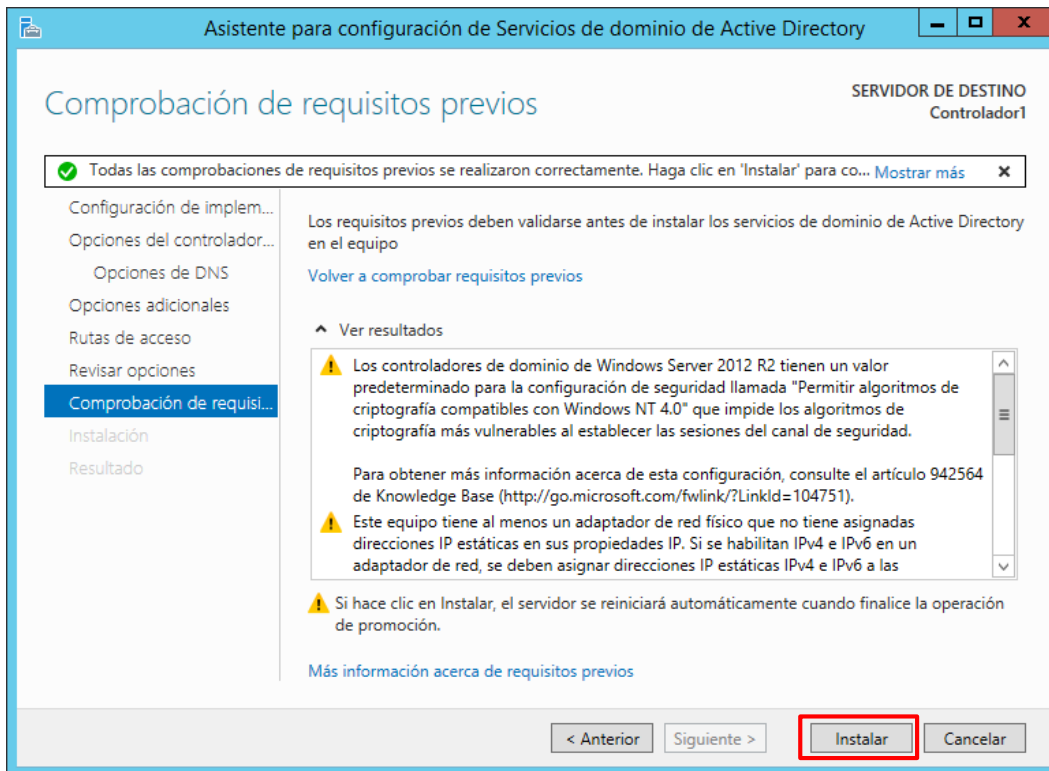 Asistente para configuración de Servicios de dominio de Active Directory
Comprobación de requisitos previos
SERVIDOR DE DESTINO
Controlador1
Todas las comprobaciones de requisitos previos se realizaron correctamente. Haga clic en 'Instalar' para co... Mostrar más
Configuración de implem...
Opciones del controlador...
Opciones de DNS
Opciones adicionales
Rutas de acceso
Revisar opciones
Comprobación de requisi...
Instalación
Resultado
Los requisitos previos deben validarse antes de instalar los servicios de dominio de Active Directory
en el equipo
Volver a comprobar requisitos previos
Ver resultados
Los controladores de dominio de Windows Server 2012 R2 tienen un valor
predeterminado para la configuración de seguridad llamada "Permitir algoritmos de
criptografía compatibles con Windows NT 4.0" que impide los algoritmos de
criptografía más vulnerables al establecer las sesiones del canal de seguridad.
Para obtener más información acerca de esta configuración, consulte el artículo 942564
de Knowledge Base (http://go.microsoft.com/fwlink/?LinkId=104751).
Este equipo tiene al menos un adaptador de red físico que no tiene asignadas
direcciones IP estáticas en sus propiedades IP. Si se habilitan IPv4 e IPv6 en un
adaptador de red, se deben asignar direcciones IP estáticas IPv4 e IPv6 a las
Si hace clic en Instalar, el servidor se reiniciará automáticamente cuando finalice la operación
de promoción.
Más información acerca de requisitos previos
< Anterior
Siguiente >
Instalar
Cancelar